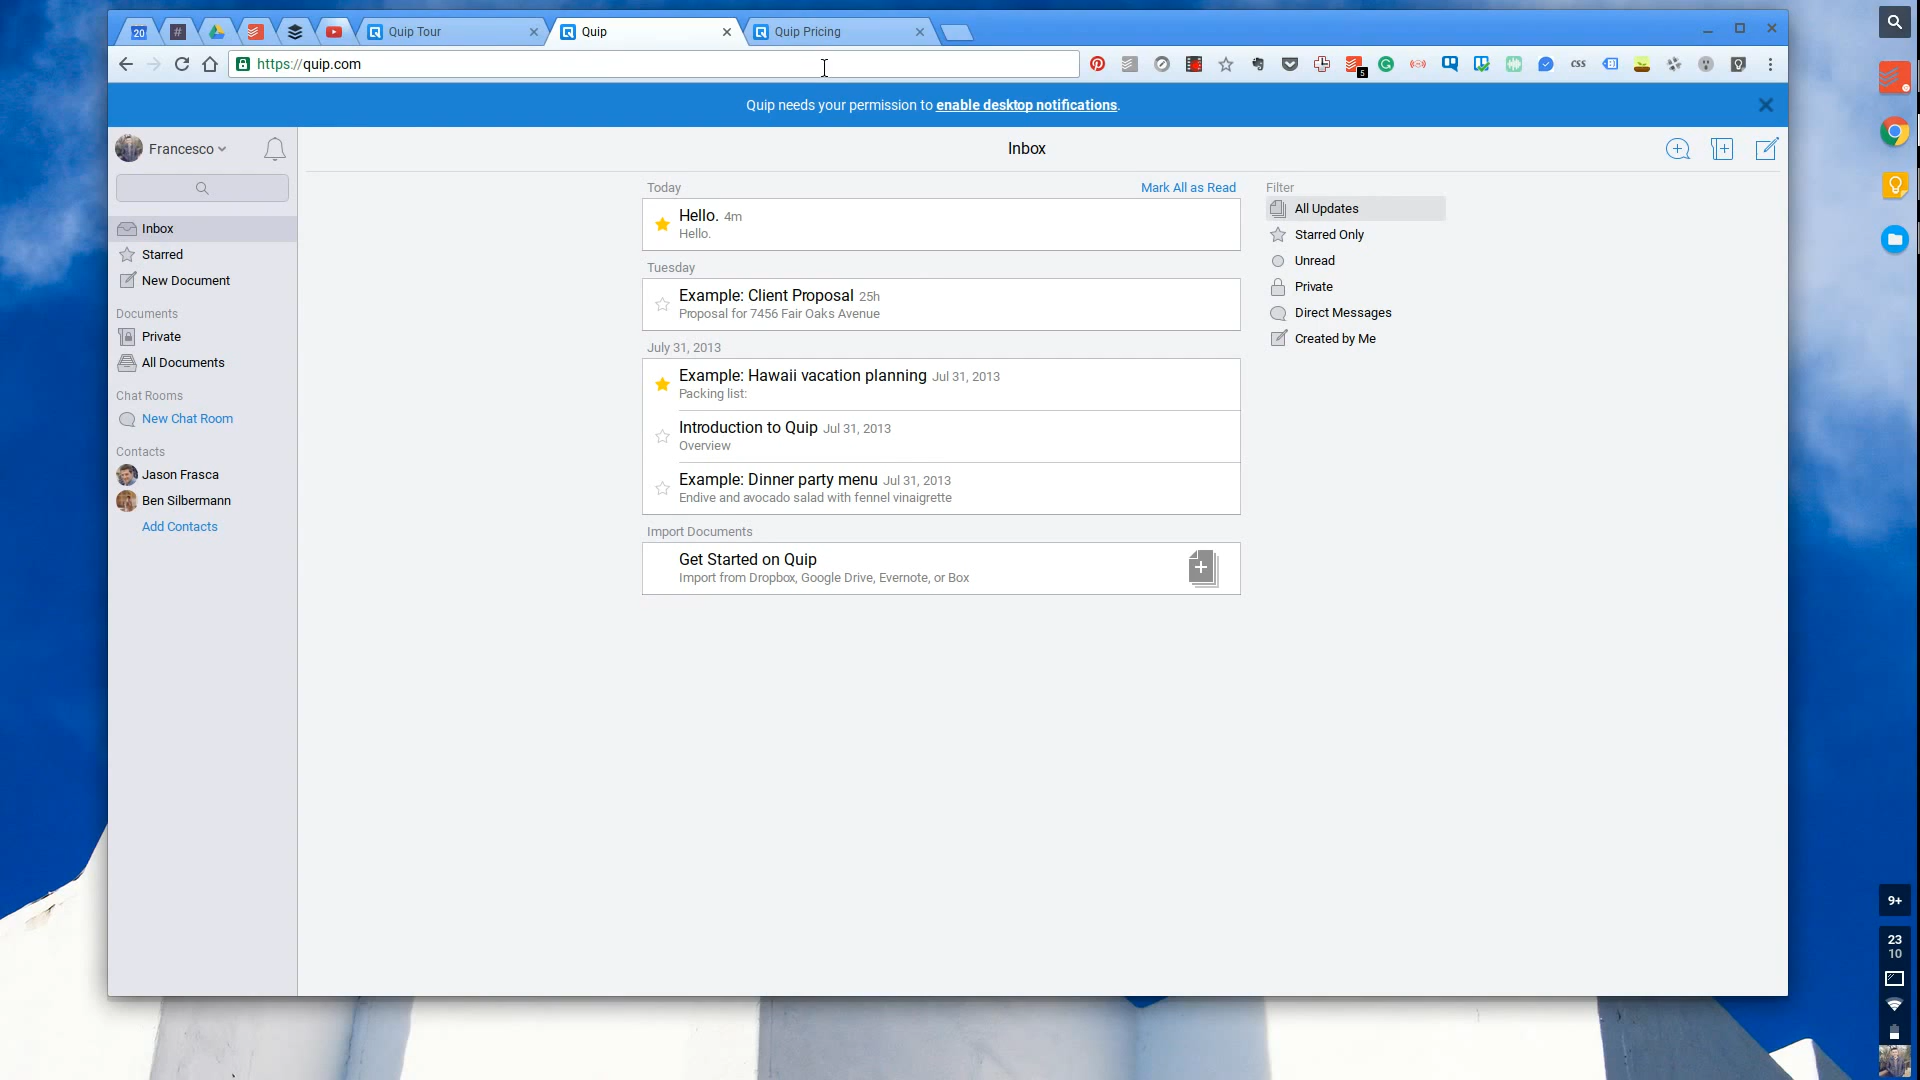 20
#
Quip Tour
Quip
Quip Pricing
https://quip.com
5
css
Quip needs your permission to enable desktop notifications.
Francesco
Inbox
Inbox
Starred
New Document
Documents
Private
All Documents
Chat Rooms
New Chat Room
Contacts
Jason Frasca
Ben Silbermann
Add Contacts
Today
Mark All as Read
Hello. 4m
Hello.
Tuesday
Example: Client Proposal 25h
Proposal for 7456 Fair Oaks Avenue
July 31, 2013
Example: Hawaii vacation planning Jul 31, 2013
Packing list:
Introduction to Quip Jul 31, 2013
Overview
Example: Dinner party menu Jul 31, 2013
Endive and avocado salad with fennel vinaigrette
Import Documents
Get Started on Quip
Import from Dropbox, Google Drive, Evernote, or Box
Filter
All Updates
Starred Only
Unread
Private
Direct Messages
Created by Me
9+
23
10